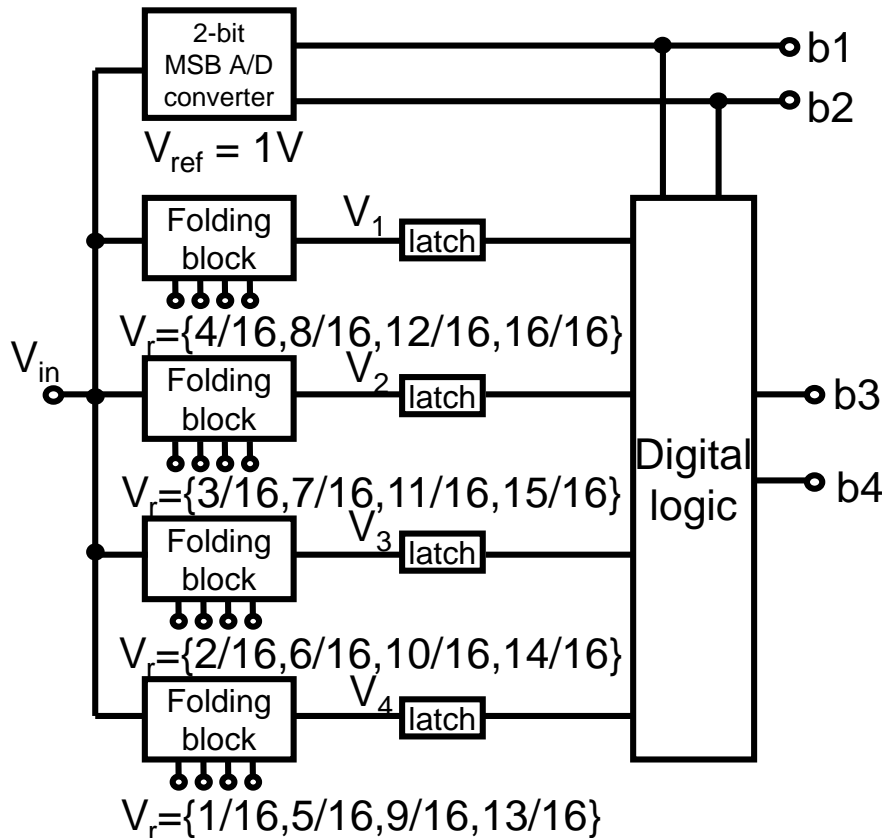 2-bit
MSB A/D
converter
b1
b2
V_ref = 1V
Folding
block
V_1
latch
V_r={4/16,8/16,12/16,16/16}
V_in
Folding
block
V_2
latch
b3
V_r={3/16,7/16,11/16,15/16}
Digital
logic
b4
Folding
block
V_3
latch
V_r={2/16,6/16,10/16,14/16}
Folding
block
V_4
latch
V_r={1/16,5/16,9/16,13/16}